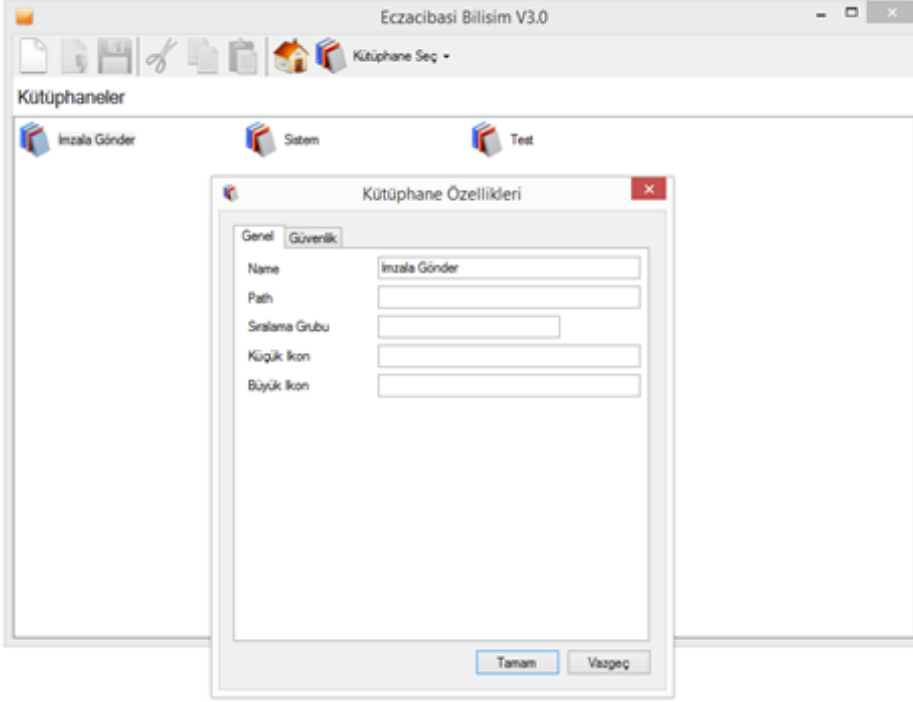 Eczacibasi Bilisim V3.0
Kütüphane Seç
Kütüphaneler
İmzala Gönder
Sistem
Test
Kütüphane Özellikleri
Genel Güvenlik
Name İmzala Gönder
Path
Sıralama Grubu
Küçük İkon
Büyük İkon
Tamam Vazgeç